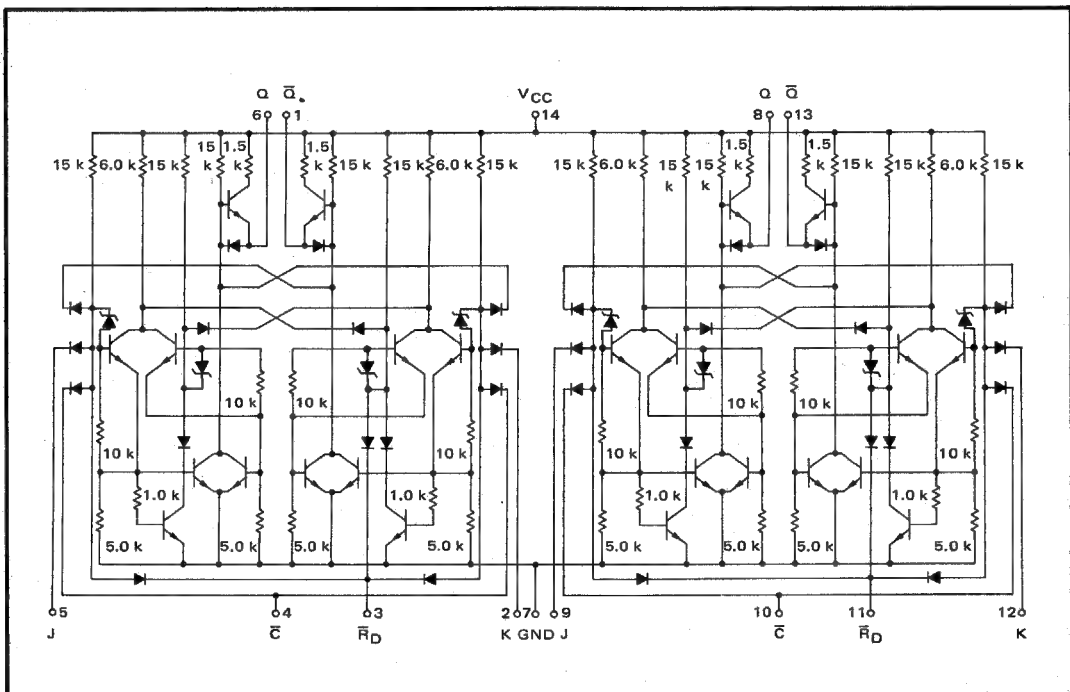 Q Q̅ VCC Q Q̅
6 1 14 8 13
15 k 6.0 k 15 k 15 k 1.5 k 1.5 k 15 k 15 k 6.0 k 15 k 15 k 6.0 k 15 k 15 k 1.5 k 1.5 k 15 k 15 k 6.0 k 15 k
10 k 10 k 10 k 10 k
10 k 10 k 10 k 10 k
1.0 k 1.0 k 1.0 k 1.0 k
5.0 k 5.0 k 5.0 k 5.0 k 5.0 k 5.0 k 5.0 k 5.0 k
5 4 3 2 7 9 10 11 12
J C̅ R̅D K GND J C̅ R̅D K